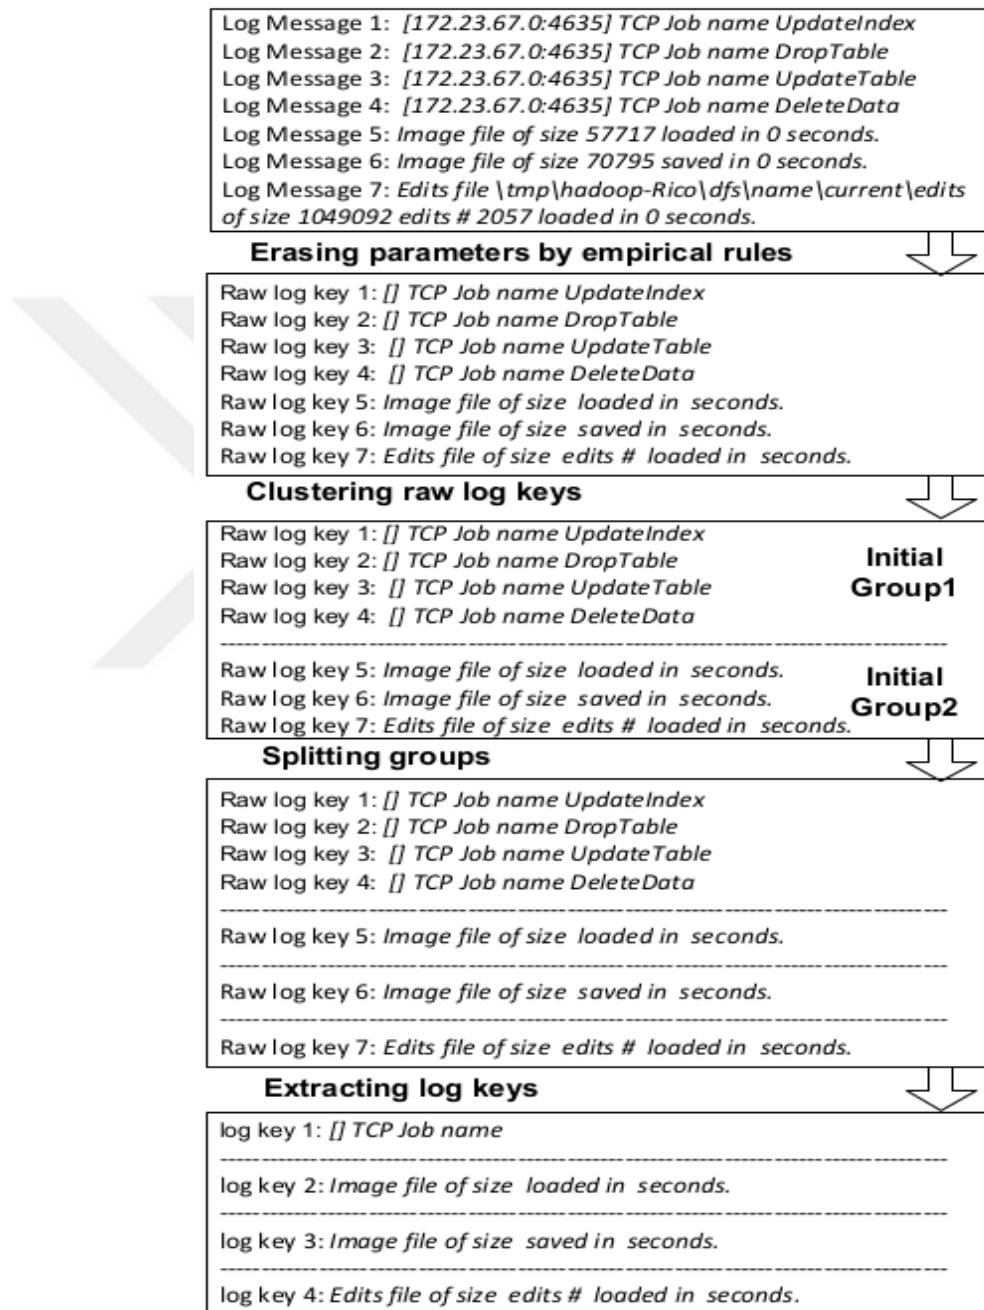 Log Message 1: [172.23.67.0:4635] TCP Job name UpdateIndex
Log Message 2: [172.23.67.0:4635] TCP Job name DropTable
Log Message 3: [172.23.67.0:4635] TCP Job name UpdateTable
Log Message 4: [172.23.67.0:4635] TCP Job name DeleteData
Log Message 5: Image file of size 57717 loaded in 0 seconds.
Log Message 6: Image file of size 70795 saved in 0 seconds.
Log Message 7: Edits file \tmp\hadoop-Rico\dfs\name\current\edits
of size 1049092 edits # 2057 loaded in 0 seconds.
Erasing parameters by empirical rules
Raw log key 1: [] TCP Job name UpdateIndex
Raw log key 2: [] TCP Job name DropTable
Raw log key 3: [] TCP Job name UpdateTable
Raw log key 4: [] TCP Job name DeleteData
Raw log key 5: Image file of size loaded in seconds.
Raw log key 6: Image file of size saved in seconds.
Raw log key 7: Edits file of size edits # loaded in seconds.
Clustering raw log keys
Raw log key 1: [] TCP Job name UpdateIndex
Raw log key 2: [] TCP Job name DropTable
Raw log key 3: [] TCP Job name UpdateTable
Raw log key 4: [] TCP Job name DeleteData
Initial
Group1
Raw log key 5: Image file of size loaded in seconds.
Raw log key 6: Image file of size saved in seconds.
Raw log key 7: Edits file of size edits # loaded in seconds.
Initial
Group2
Splitting groups
Raw log key 1: [] TCP Job name UpdateIndex
Raw log key 2: [] TCP Job name DropTable
Raw log key 3: [] TCP Job name UpdateTable
Raw log key 4: [] TCP Job name DeleteData
Raw log key 5: Image file of size loaded in seconds.
Raw log key 6: Image file of size saved in seconds.
Raw log key 7: Edits file of size edits # loaded in seconds.
Extracting log keys
log key 1: [] TCP Job name
log key 2: Image file of size loaded in seconds.
log key 3: Image file of size saved in seconds.
log key 4: Edits file of size edits # loaded in seconds.